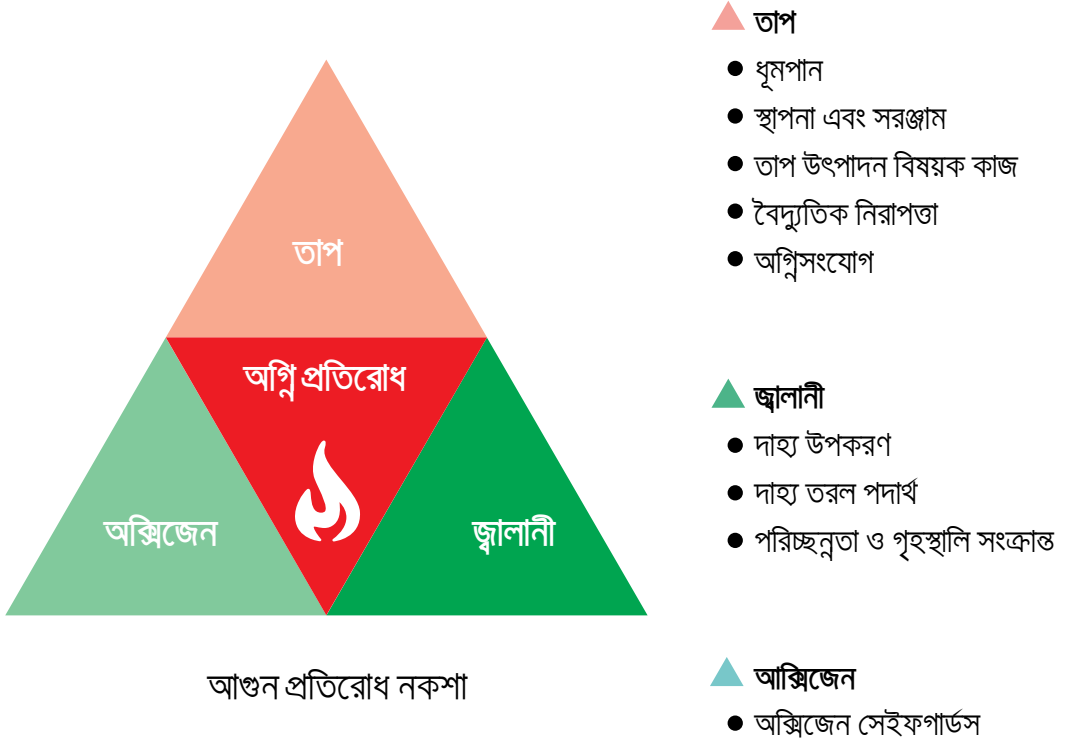 তাপ
অগ্নি প্রতিরোধ
অক্সিজেন
জ্বালানী
আগুন প্রতিরোধ নকশা
তাপ
ধূমপান
স্থাপনা এবং সরঞ্জাম
তাপ উৎপাদন বিষয়ক কাজ
বৈদ্যুতিক নিরাপত্তা
অগ্নিসংযোগ
জ্বালানী
দাহ্য উপকরণ
দাহ্য তরল পদার্থ
পরিচ্ছন্নতা ও গৃহস্থালি সংক্রান্ত
আক্সিজেন
অক্সিজেন সেইফগার্ডস